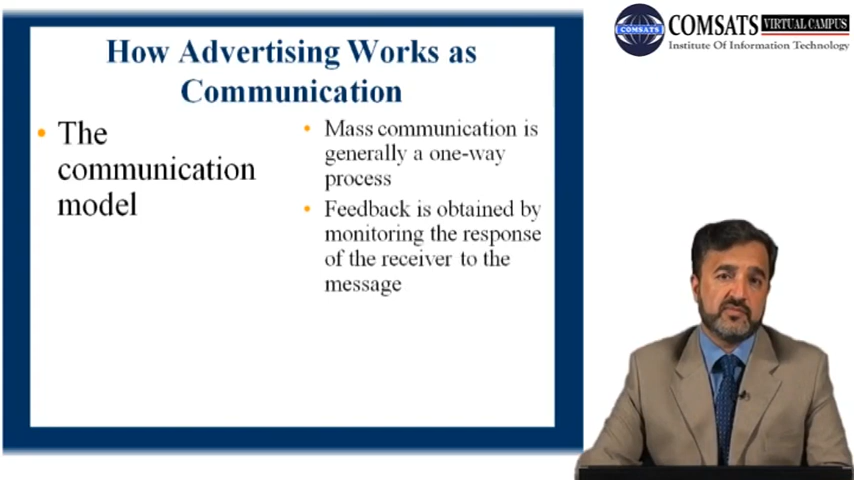 How Advertising Works as
Communication
• The
communication
model
• Mass communication is
generally a one-way
process
• Feedback is obtained by
monitoring the response
of the receiver to the
message
COMSATS
COMSATS VIRTUAL CAMPUS
Institute Of Information Technology